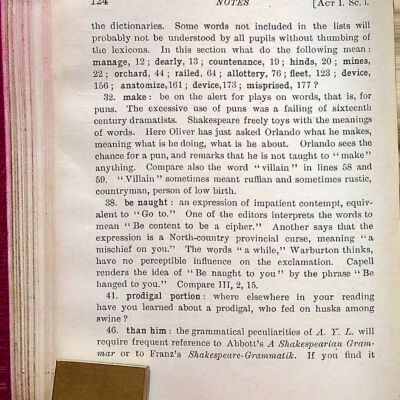 124 NOTES [ACT I. SC. I.
the dictionaries. Some words not included in the lists will
probably not be understood by all pupils without thumbing of
the lexicons. In this section what do the following mean:
manage, 12; dearly, 13; countenance, 19; hinds, 20; mines,
22; orchard, 44; railed, 64; allottery, 76; fleet, 123; device,
156; anatomize, 161; device, 173; misprised, 177?
32. make: be on the alert for plays on words, that is, for
puns. The excessive use of puns was a failing of sixteenth
century dramatists. Shakespeare freely toys with the meanings
of words. Here Oliver has just asked Orlando what he makes,
meaning what is he doing, what is he about. Orlando sees the
chance for a pun, and remarks that he is not taught to "make"
anything. Compare also the word "villain" in lines 58 and
59. "Villain" sometimes meant ruffian and sometimes rustic,
countryman, person of low birth.
38. be naught: an expression of impatient contempt, equiv-
alent to "Go to." One of the editors interprets the words to
mean "Be content to be a cipher." Another says that the
expression is a North-country provincial curse, meaning "a
mischief on you." The words "a while," Warburton thinks,
have no perceptible influence on the exclamation. Capell
renders the idea of "Be naught to you" by the phrase "Be
hanged to you." Compare III, 2, 15.
41. prodigal portion: where elsewhere in your reading
have you learned about a prodigal, who fed on husks among
swine?
46. than him: the grammatical peculiarities of A. Y. L. will
require frequent reference to Abbott's A Shakespearian Gram-
mar or to Franz's Shakespeare-Grammatik. If you find it